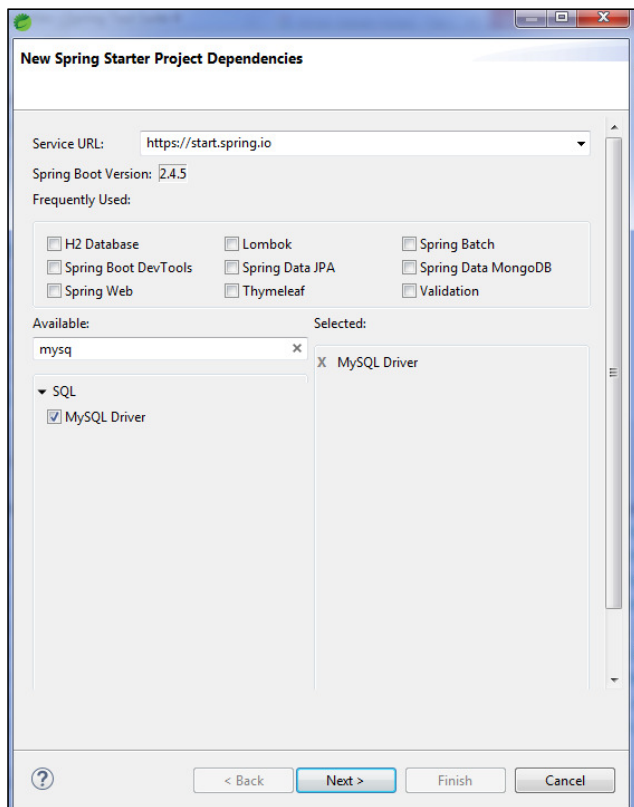 New Spring Starter Project Dependencies
Service URL: https://start.spring.io
Spring Boot Version: 2.4.5
Frequently Used:
H2 Database Lombok Spring Batch
Spring Boot DevTools Spring Data JPA Spring Data MongoDB
Spring Web Thymeleaf Validation
Available: Selected:
mysq
X MySQL Driver
SQL
MySQL Driver
? < Back Next > Finish Cancel